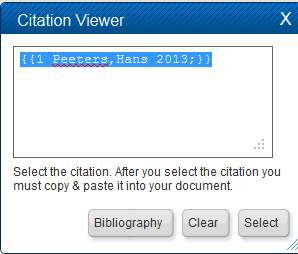 Citation Viewer X
{{1 Peeters,Hans 2013;}}
Select the citation. After you select the citation you
must copy & paste it into your document.
Bibliography Clear Select